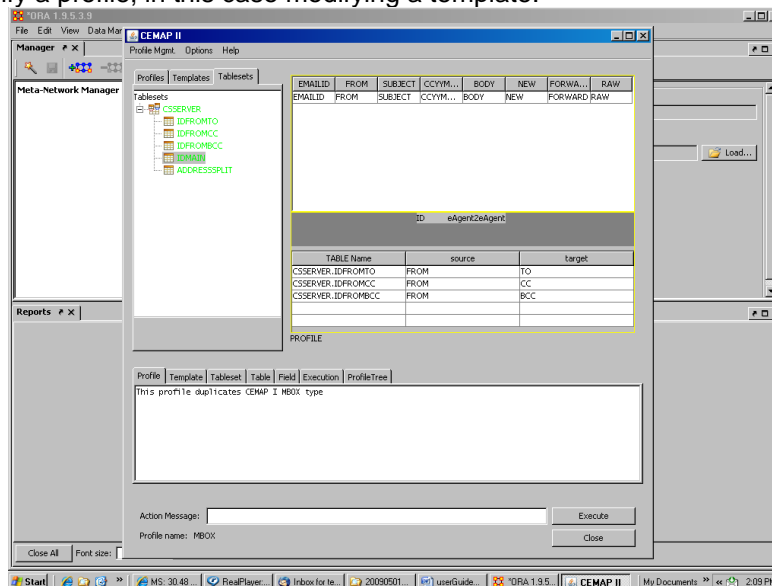 fy a profile, in this case modifying a template.
*ORA 1.9.5.3.9
File Edit View Data Mar
Manager
Meta-Network Manager
Load...
Reports
Close All Font size:
CEMAP II
Profile Mgmt. Options Help
Profiles Templates Tablesets
Tablesets
CSSERVER
IDFROMTO
IDFROMCC
IDFROMBCC
IDMAIN
ADDRESSSPLIT
EMAILID FROM SUBJECT CCYYM... BODY NEW FORWA... RAW
EMAILID FROM SUBJECT CCYYM... BODY NEW FORWARD RAW
ID eAgent2eAgent
TABLE Name source target
CSSERVER.IDFROMTO FROM TO
CSSERVER.IDFROMCC FROM CC
CSSERVER.IDFROMBCC FROM BCC
PROFILE
Profile Template Tableset Table Field Execution ProfileTree
This profile duplicates CEMAP I MBOX type
Action Message: Execute
Profile name: MBOX Close
Start » MS: 30.48 ... RealPlayer:... Inbox for te... 20090501... userGuide... *ORA 1.9.5... CEMAP II My Documents » « 2:09 P